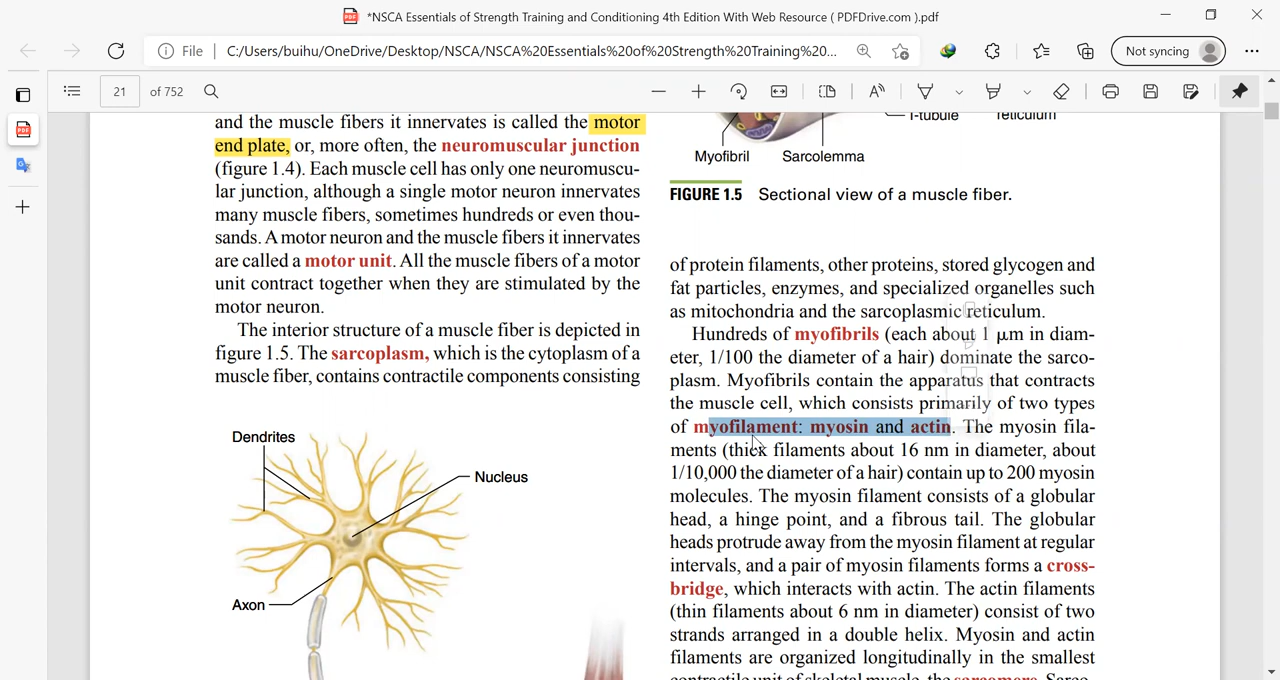 *NSCA Essentials of Strength Training and Conditioning 4th Edition With Web Resource ( PDFDrive.com ).pdf
File | C:/Users/buihu/OneDrive/Desktop/NSCA/NSCA%20Essentials%20of%20Strength%20Training%20...
Not syncing
21 of 752
and the muscle fibers it innervates is called the motor
end plate, or, more often, the neuromuscular junction
(figure 1.4). Each muscle cell has only one neuromuscu-
lar junction, although a single motor neuron innervates
many muscle fibers, sometimes hundreds or even thou-
sands. A motor neuron and the muscle fibers it innervates
are called a motor unit. All the muscle fibers of a motor
unit contract together when they are stimulated by the
motor neuron.
The interior structure of a muscle fiber is depicted in
figure 1.5. The sarcoplasm, which is the cytoplasm of a
muscle fiber, contains contractile components consisting
Dendrites
Nucleus
Axon
T-tubule
reticulum
Myofibril
Sarcolemma
FIGURE 1.5 Sectional view of a muscle fiber.
of protein filaments, other proteins, stored glycogen and
fat particles, enzymes, and specialized organelles such
as mitochondria and the sarcoplasmic reticulum.
Hundreds of myofibrils (each about 1 μm in diam-
eter, 1/100 the diameter of a hair) dominate the sarco-
plasm. Myofibrils contain the apparatus that contracts
the muscle cell, which consists primarily of two types
of myofilament: myosin and actin. The myosin fila-
ments (thick filaments about 16 nm in diameter, about
1/10,000 the diameter of a hair) contain up to 200 myosin
molecules. The myosin filament consists of a globular
head, a hinge point, and a fibrous tail. The globular
heads protrude away from the myosin filament at regular
intervals, and a pair of myosin filaments forms a cross-
bridge, which interacts with actin. The actin filaments
(thin filaments about 6 nm in diameter) consist of two
strands arranged in a double helix. Myosin and actin
filaments are organized longitudinally in the smallest
contractile unit of skeletal muscle, the sarcomere. Sarco-